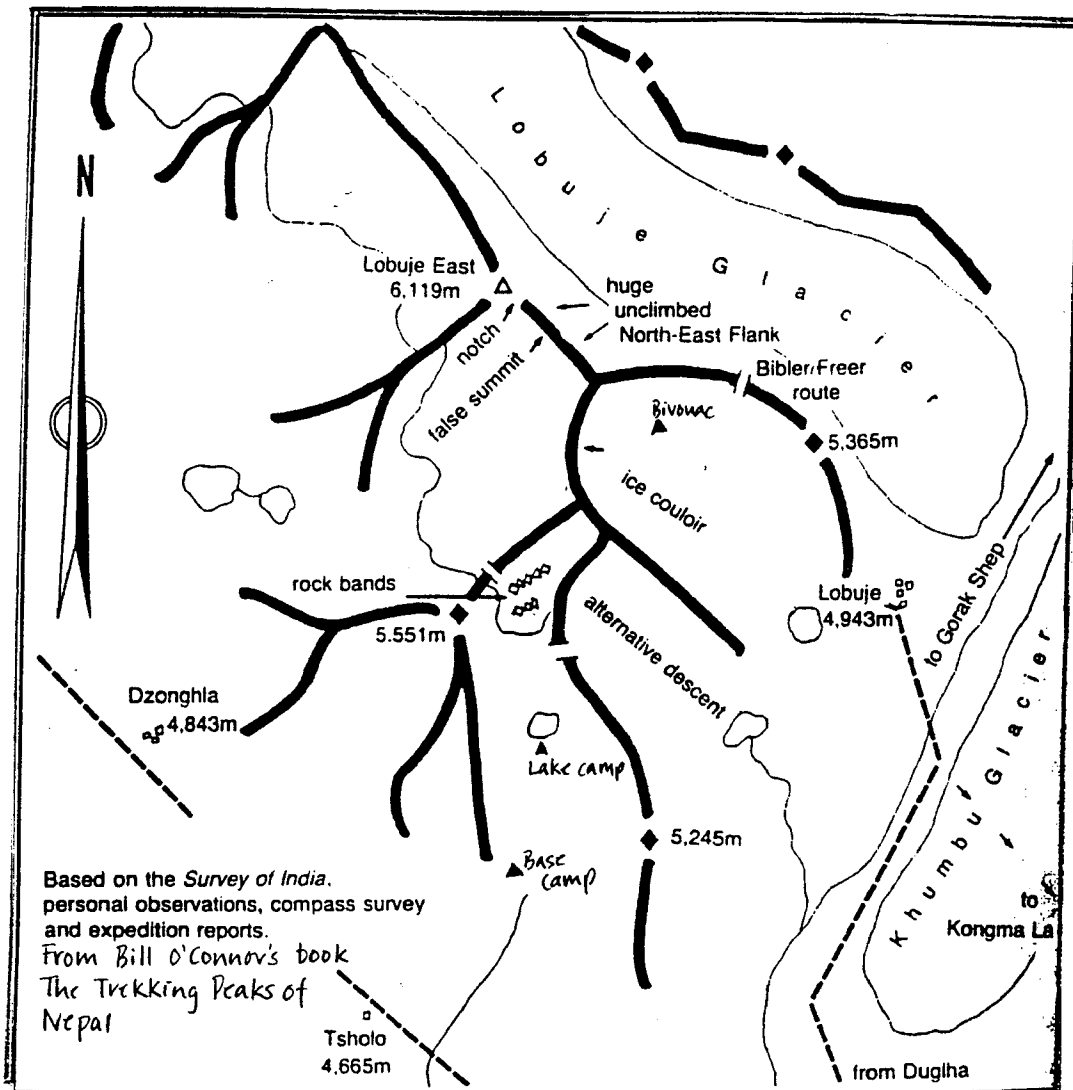 N
Lobuje Glacier
Lobuje East
6,119m
notch
false summit
huge
unclimbed
North-East Flank
Bibler/Freer
route
Bivouac
5,365m
ice couloir
rock bands
5.551m
Lobuje
4,943m
to Gorak Shep
alternative descent
Dzonghla
4,843m
Lake camp
Khumbu Glacier
5,245m
Base
camp
to
Kongma La
Based on the Survey of India,
personal observations, compass survey
and expedition reports.
From Bill O'Connor's book
The Trekking Peaks of
Nepal
Tsholo
4,665m
from Duglha